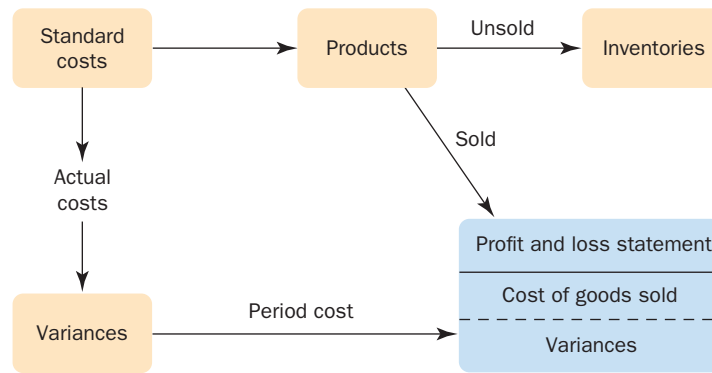 Standard
costs
Products
Unsold
Inventories
Sold
Actual
costs
Profit and loss statement
Cost of goods sold
Variances
Period cost
Variances